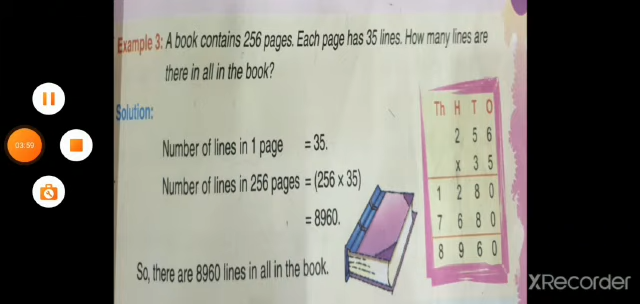 Example 3: A book contains 256 pages. Each page has 35 lines. How many lines are
there in all in the book?
Solution:
Number of lines in 1 page = 35.
Number of lines in 256 pages = (256 x 35)
= 8960.
So, there are 8960 lines in all in the book.
Th H T O
2 5 6
x 3 5
1 2 8 0
7 6 8 0
8 9 6 0
03:59
XRecorder